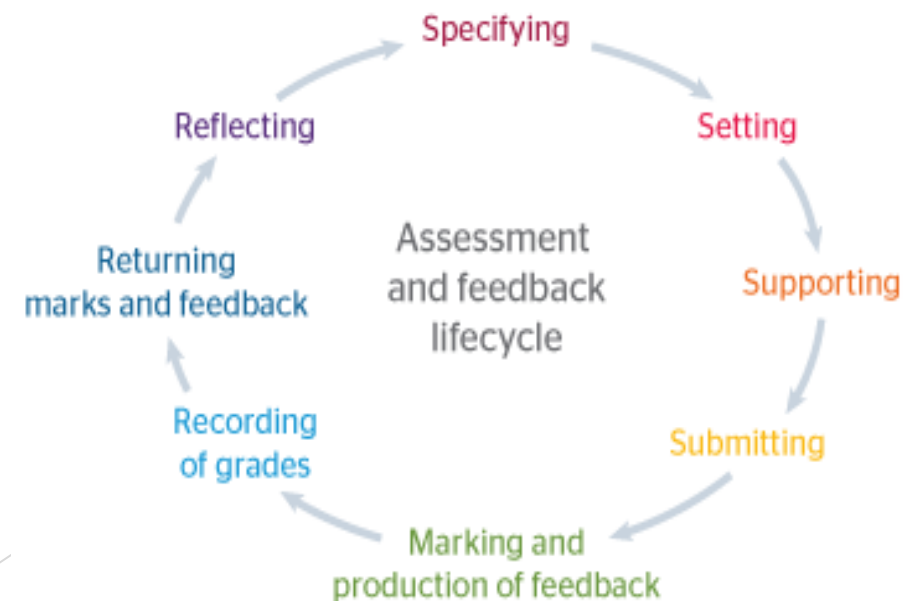 Specifying
Setting
Supporting
Submitting
Marking and
production of feedback
Recording
of grades
Returning
marks and feedback
Reflecting
Assessment
and feedback
lifecycle